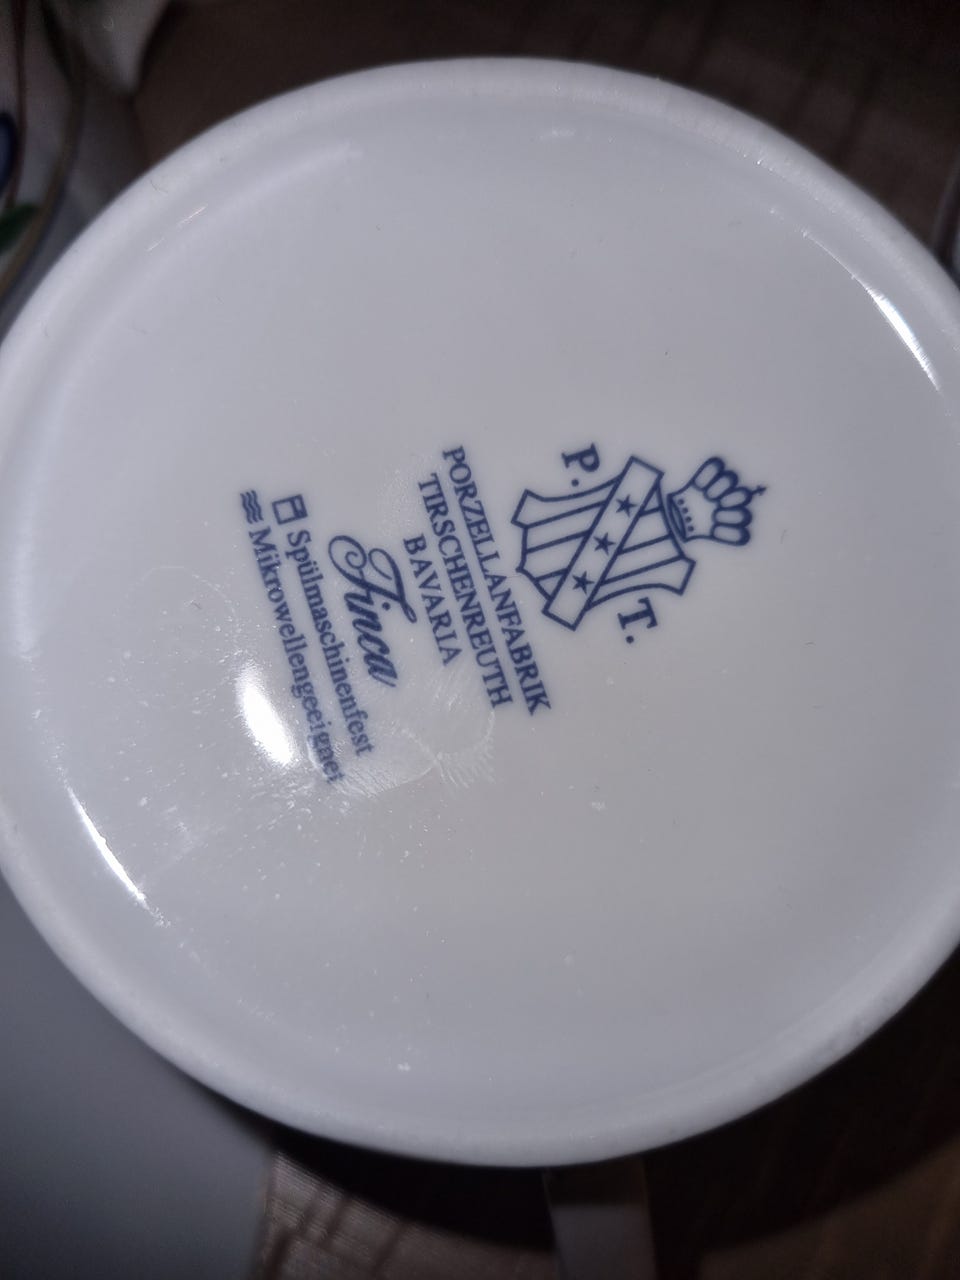 P. T.
PORZELLANFABRIK
TIRSCHENREUTH
BAVARIA
Finca
Spülmaschinenfest
Mikrowellengeeignet